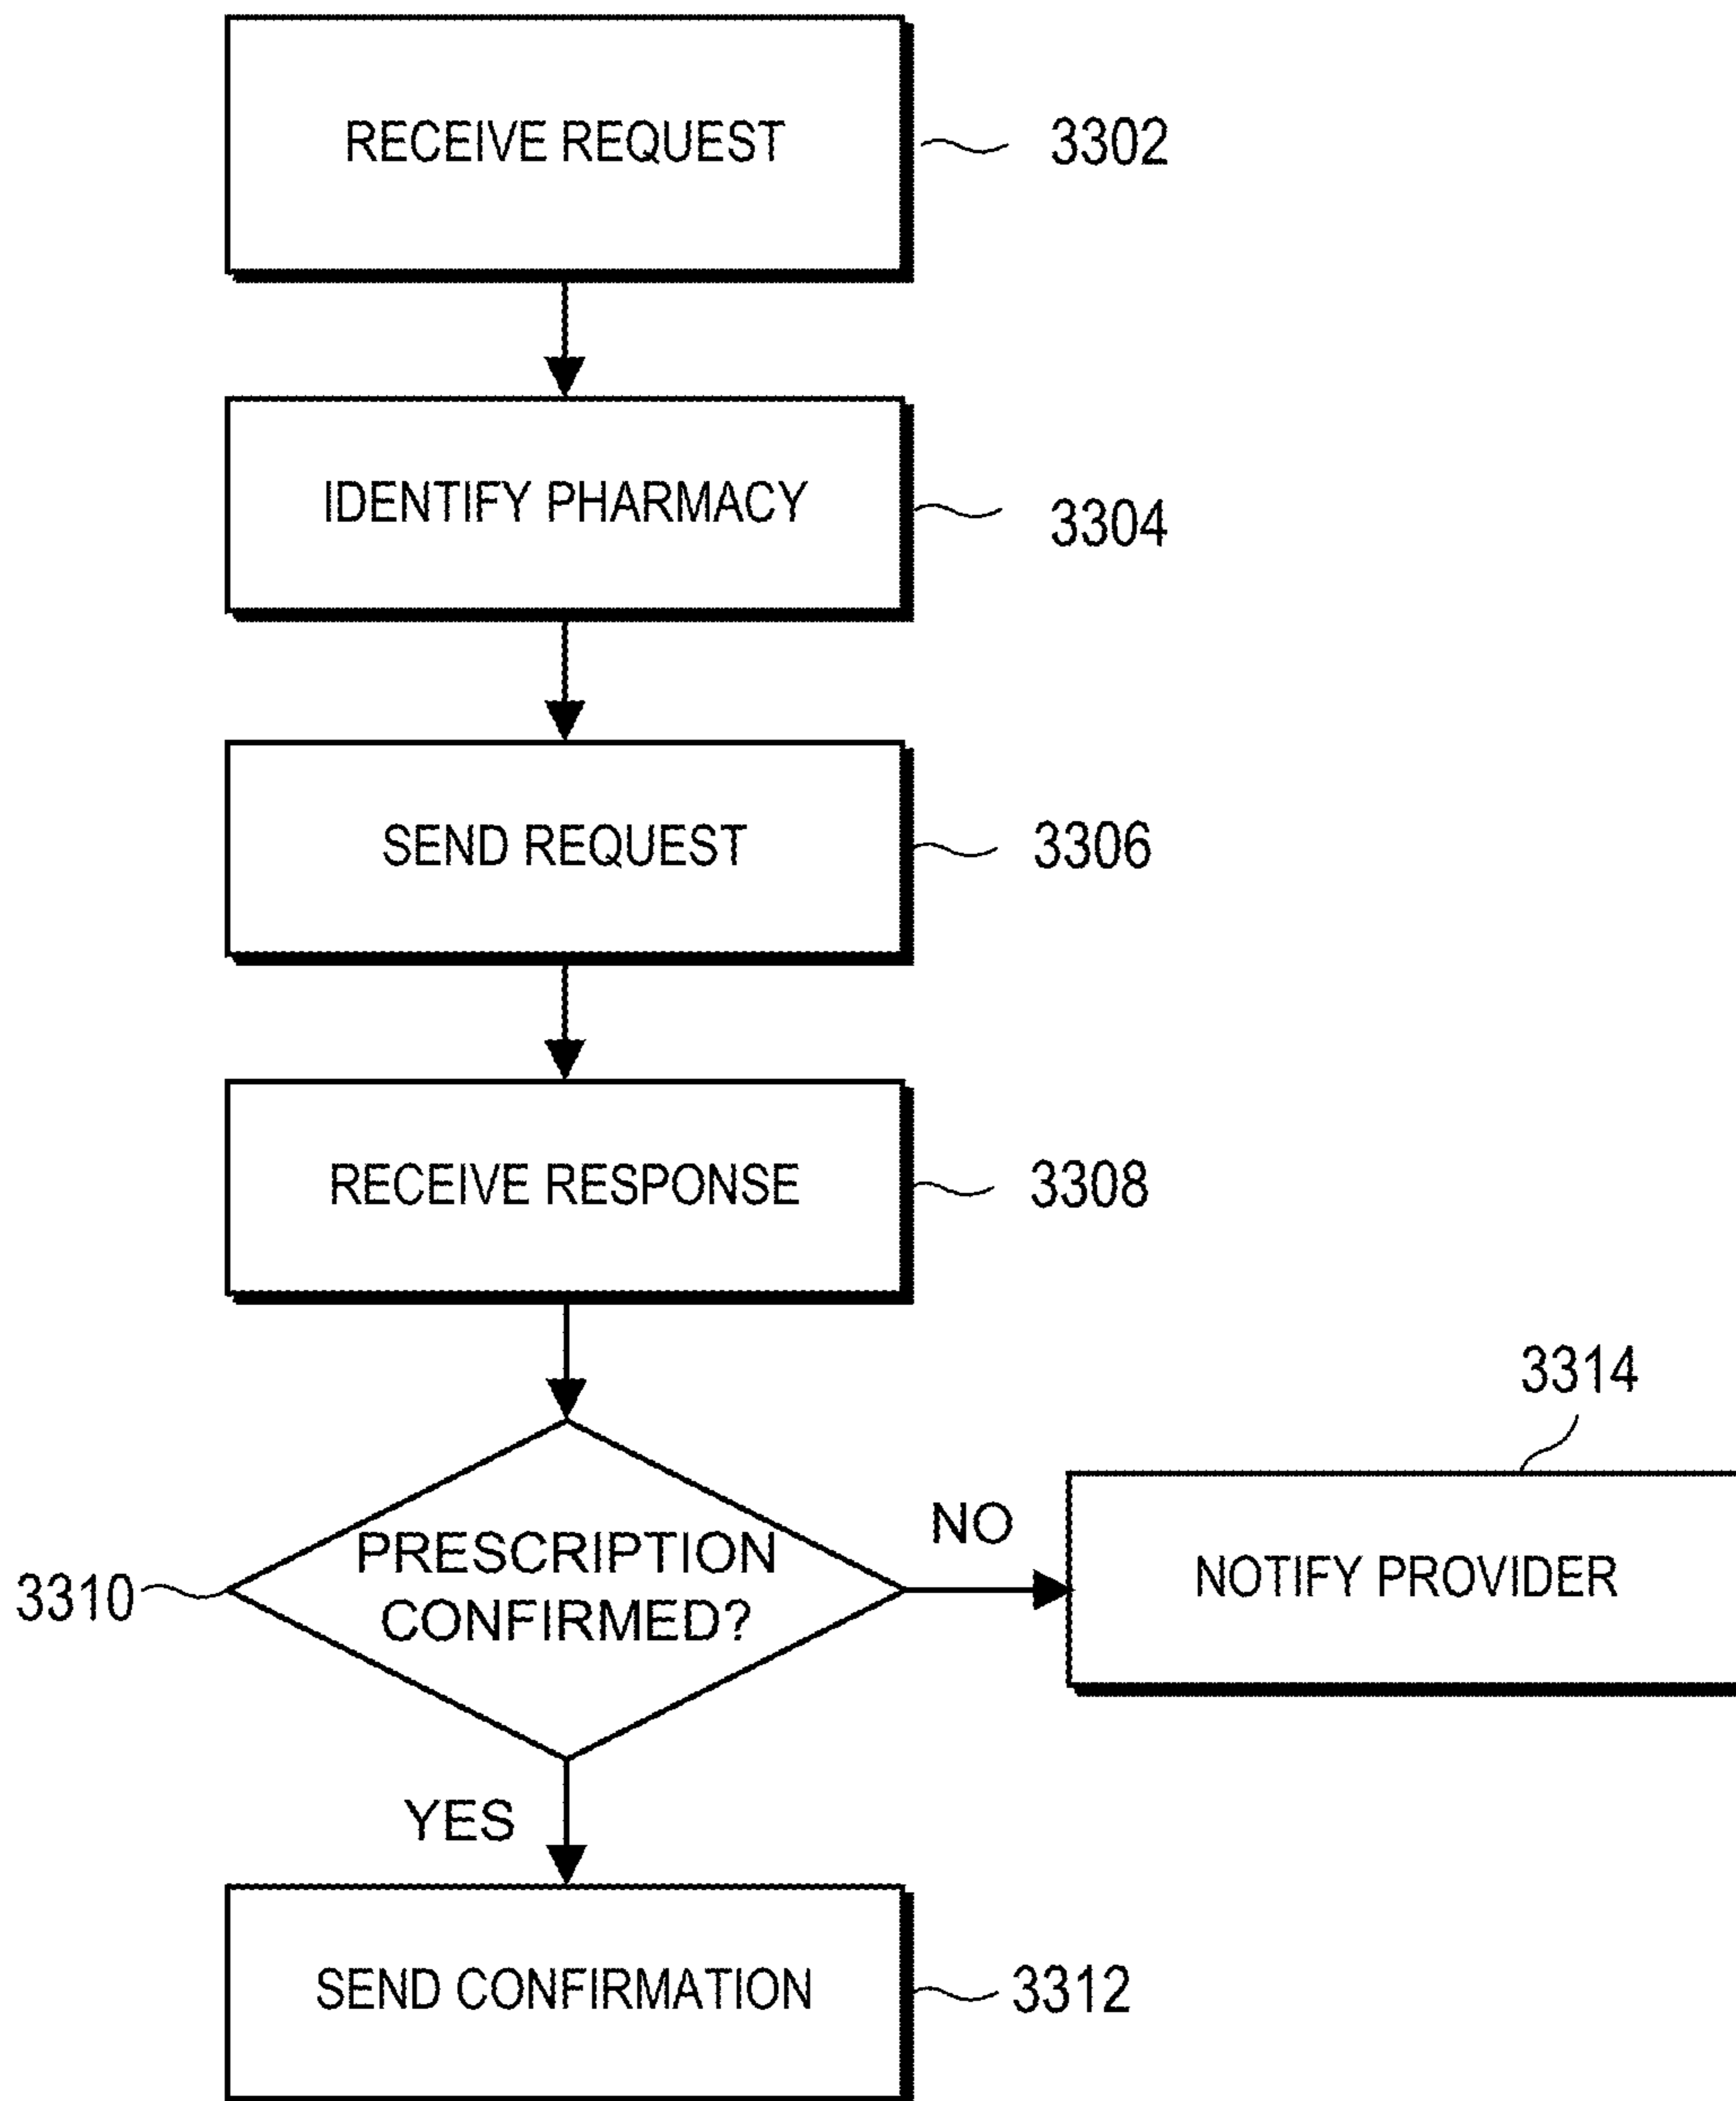 RECEIVE REQUEST
3302
IDENTIFY PHARMACY
3304
SEND REQUEST
3306
RECEIVE RESPONSE
3308
3314
PRESCRIPTION
CONFIRMED?
3310
NO
NOTIFY PROVIDER
YES
SEND CONFIRMATION
3312